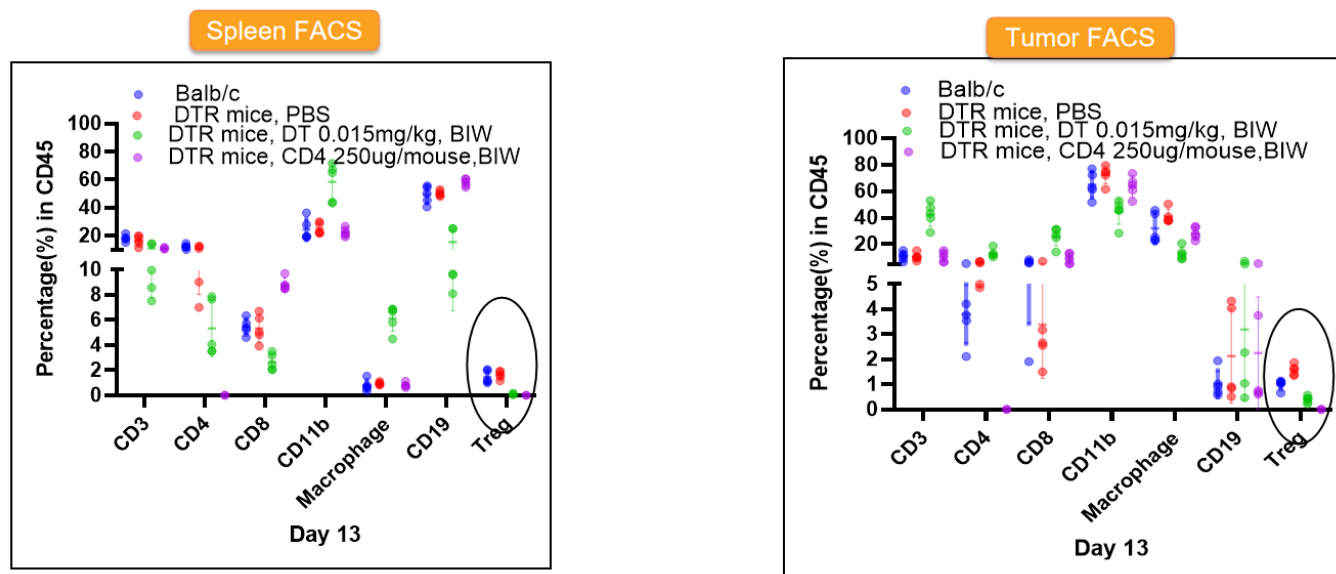 Spleen FACS
Balb/c
DTR mice, PBS
DTR mice, DT 0.015mg/kg, BIW
DTR mice, CD4 250ug/mouse,BIW
Percentage(%) in CD45
100
80
60
40
20
10
8
6
4
2
0
CD3
CD4
CD8
CD11b
Macrophage
CD19
Treg
Day 13
Tumor FACS
Balb/c
DTR mice, PBS
DTR mice, DT 0.015mg/kg, BIW
DTR mice, CD4 250ug/mouse,BIW
Percentage(%) in CD45
100
80
60
40
20
5
4
3
2
1
0
CD3
CD4
CD8
CD11b
Macrophage
CD19
Treg
Day 13